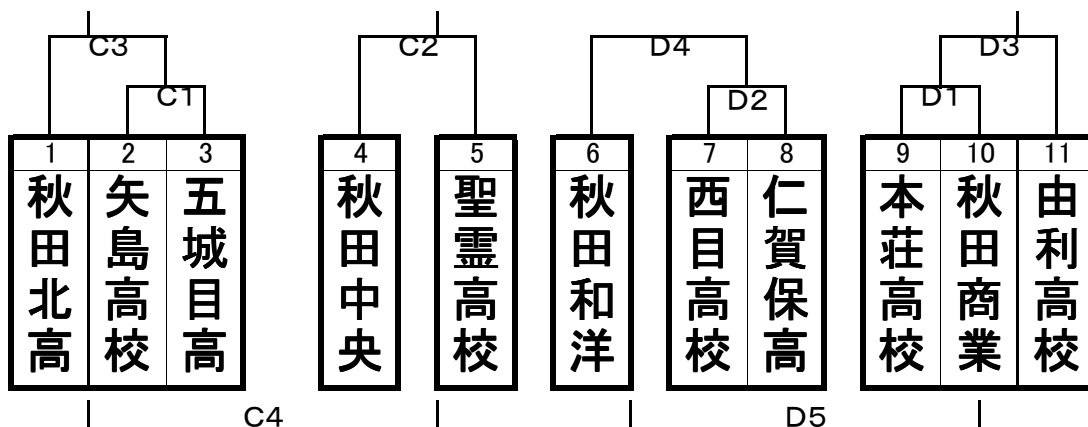 C3
C2
D4
D3
C1
D2
D1
1
2
3
4
5
6
7
8
9
10
11
秋田北高
矢島高校
五城目高
秋田中央
聖霊高校
秋田和洋
西目高校
仁賀保高
本荘高校
秋田商業
由利高校
C4
D5